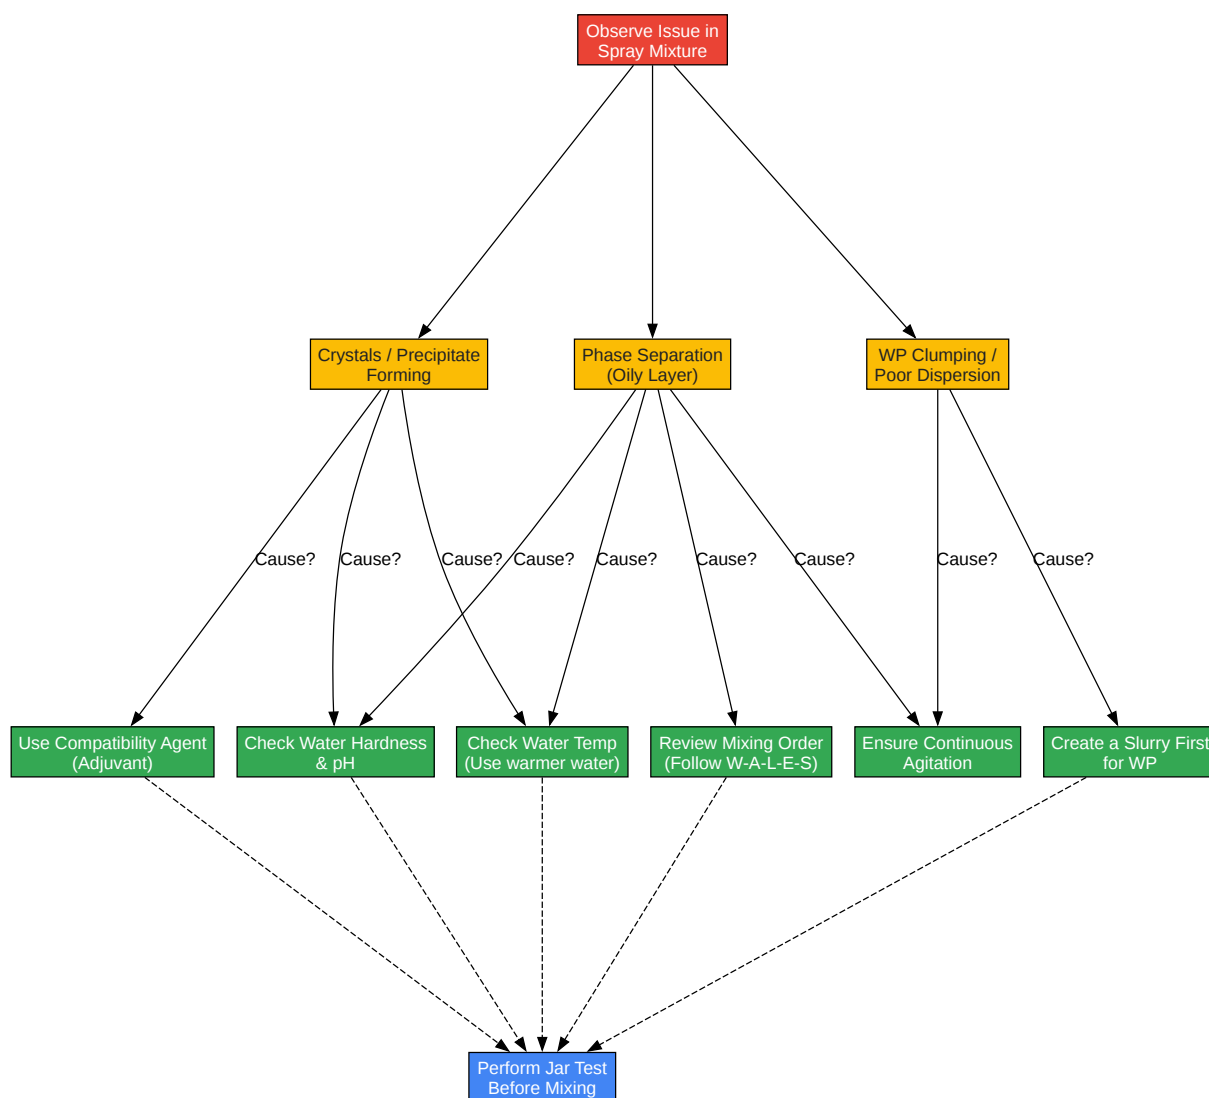 Observe Issue in
Spray Mixture
Crystals / Precipitate
Forming
Phase Separation
(Oily Layer)
WP Clumping /
Poor Dispersion
Cause?
Cause?
Cause?
Cause?
Cause?
Cause?
Cause?
Cause?
Cause?
Use Compatibility Agent
(Adjuvant)
Check Water Hardness
& pH
Check Water Temp
(Use warmer water)
Review Mixing Order
(Follow W-A-L-E-S)
Ensure Continuous
Agitation
Create a Slurry First
for WP
Perform Jar Test
Before Mixing